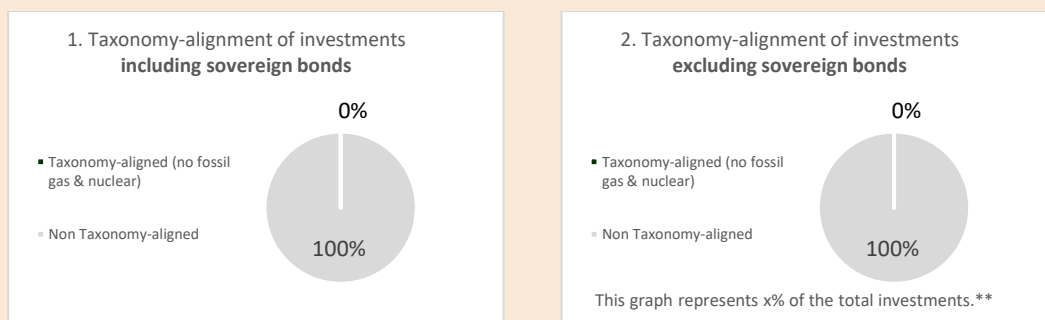 1. Taxonomy-alignment of investments
including sovereign bonds
0%
Taxonomy-aligned (no fossil
gas & nuclear)
Non Taxonomy-aligned
100%
2. Taxonomy-alignment of investments
excluding sovereign bonds
0%
Taxonomy-aligned (no fossil
gas & nuclear)
Non Taxonomy-aligned
100%
This graph represents x% of the total investments.**